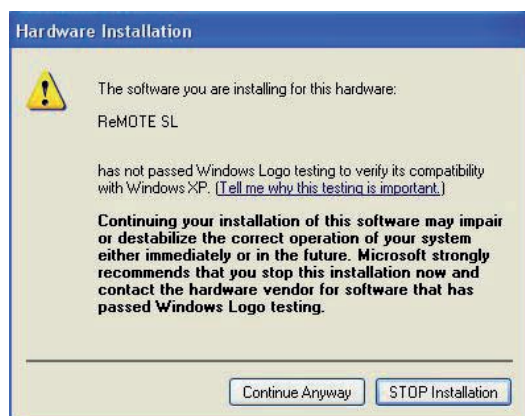 Hardware Installation
The software you are installing for this hardware:
ReMOTE SL
has not passed Windows Logo testing to verify its compatibility
with Windows XP. (Tell me why this testing is important.)
Continuing your installation of this software may impair
or destabilize the correct operation of your system
either immediately or in the future. Microsoft strongly
recommends that you stop this installation now and
contact the hardware vendor for software that has
passed Windows Logo testing.
Continue Anyway
STOP Installation